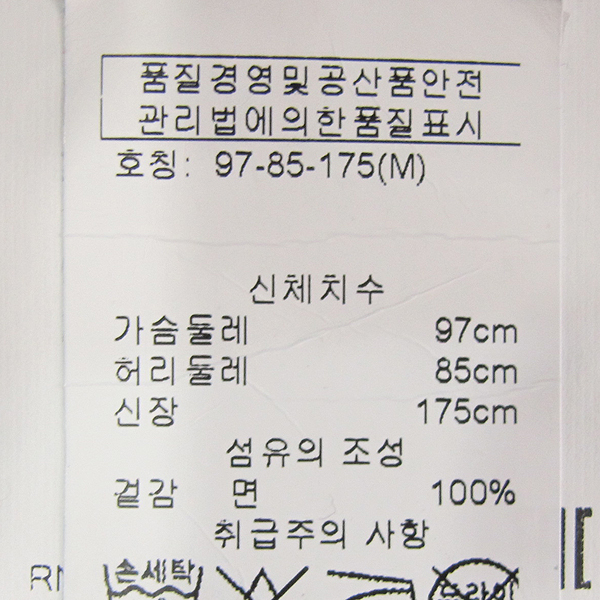 품질경영및공산품안전
관리법에의한품질표시
호칭: 97-85-175(M)
신체치수
가슴둘레 97cm
허리둘레 85cm
신장 175cm
섬유의 조성
겉감 면 100%
취급주의 사항
손세탁 드라이
RN